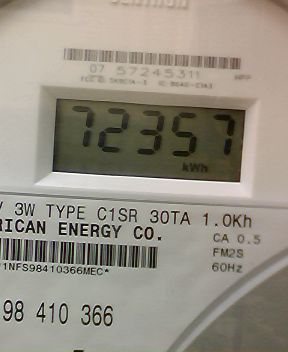 07 57245311
72357
kWh
3W TYPE C1SR 30TA 1.0Kh
RICAN ENERGY CO.
CA 0.5
FM2S
60Hz
1NFS98410366MEC*
98 410 366